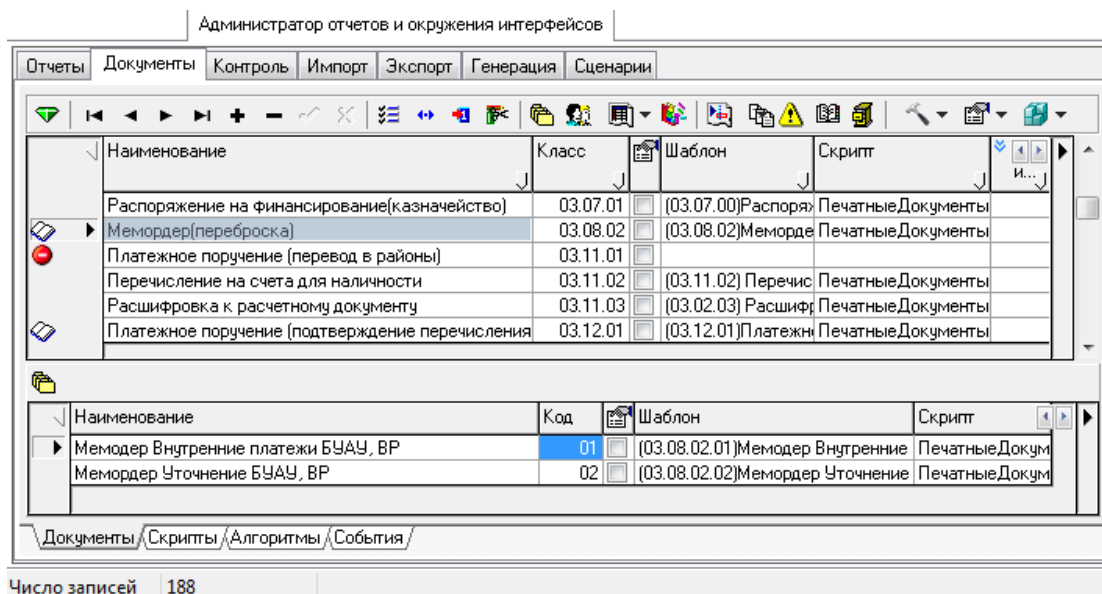 Администратор отчетов и окружения интерфейсов
Отчеты Документы Контроль Импорт Экспорт Генерация Сценарии
Наименование Класс Шаблон Скрипт и...
Распоряжение на финансирование(казначейство) 03.07.01 (03.07.00)Распоряж ПечатныеДокументы
Мемордер(переброска) 03.08.02 (03.08.02)Мемордe ПечатныеДокументы
Платежное поручение (перевод в районы) 03.11.01
Перечисление на счета для наличности 03.11.02 (03.11.02) Перечис ПечатныеДокументы
Расшифровка к расчетному документу 03.11.03 (03.02.03) Расшифр ПечатныеДокументы
Платежное поручение (подтверждение перечисления 03.12.01 (03.12.01)Платежн ПечатныеДокументы
Наименование Код Шаблон Скрипт
Мемодер Внутренние платежи БУАУ, ВР 01 (03.08.02.01)Мемодер Внутренние ПечатныеДокум
Мемордер Уточнение БУАУ, ВР 02 (03.08.02.02)Мемордер Уточнение ПечатныеДокум
Документы Скрипты Алгоритмы События
Число записей 188